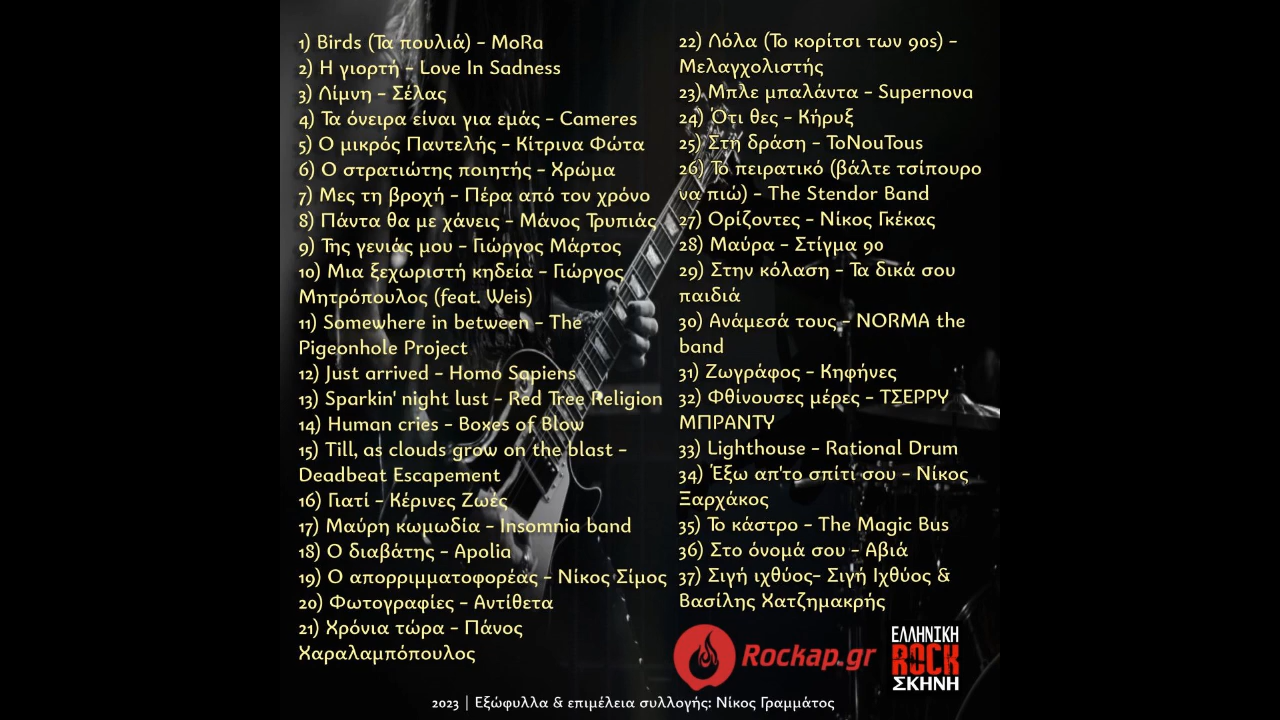 1) Birds (Τα πουλιά) - MoRa
2) Η γιορτή - Love In Sadness
3) Λίμνη - Σέλας
4) Τα όνειρα είναι για εμάς - Cameres
5) Ο μικρός Παντελής - Κίτρινα Φώτα
6) Ο στρατιώτης ποιητής - Χρώμα
7) Μες τη βροχή - Πέρα από τον χρόνο
8) Πάντα θα με χάνεις - Μάνος Τρυπιάς
9) Της γενιάς μου - Γιώργος Μάρτος
10) Μια ξεχωριστή κηδεία - Γιώργος
Μητρόπουλος (feat. Weis)
11) Somewhere in between - The
Pigeonhole Project
12) Just arrived - Homo Sapiens
13) Sparkin' night lust - Red Tree Religion
14) Human cries - Boxes of Blow
15) Till, as clouds grow on the blast -
Deadbeat Escapement
16) Γιατί - Κέρινες Ζωές
17) Μαύρη κωμωδία - Insomnia band
18) Ο διαβάτης - Apolia
19) Ο απορριμματοφορέας - Νίκος Σίμος
20) Φωτογραφίες - Αντίθετα
21) Χρόνια τώρα - Πάνος
Χαραλαμπόπουλος
22) Λόλα (Το κορίτσι των 90s) -
Μελαγχολιστής
23) Μπλε μπαλάντα - Supernova
24) Ότι θες - Κήρυξ
25) Στη δράση - ToNouTous
26) Το πειρατικό (βάλτε τσίπουρο
να πιώ) - The Stendor Band
27) Ορίζοντες - Νίκος Γκέκας
28) Μαύρα - Στίγμα 90
29) Στην κόλαση - Τα δικά σου
παιδιά
30) Ανάμεσά τους - NORMA the
band
31) Ζωγράφος - Κηφήνες
32) Φθίνουσες μέρες - ΤΣΕΡΡΥ
ΜΠΡΑΝΤΥ
33) Lighthouse - Rational Drum
34) Έξω απ'το σπίτι σου - Νίκος
Ξαρχάκος
35) Το κάστρο - The Magic Bus
36) Στο όνομά σου - Αβιά
37) Σιγή ιχθύος- Σιγή Ιχθύος &
Βασίλης Χατζημακρής
Rockap.gr
ΕΛΛΗΝΙΚΗ
ROCK
ΣΚΗΝΗ
2023 | Εξώφυλλα & επιμέλεια συλλογής: Νίκος Γραμμάτος